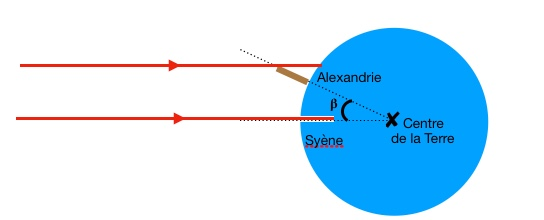 Alexandrie
β
Centre
de la Terre
Syène